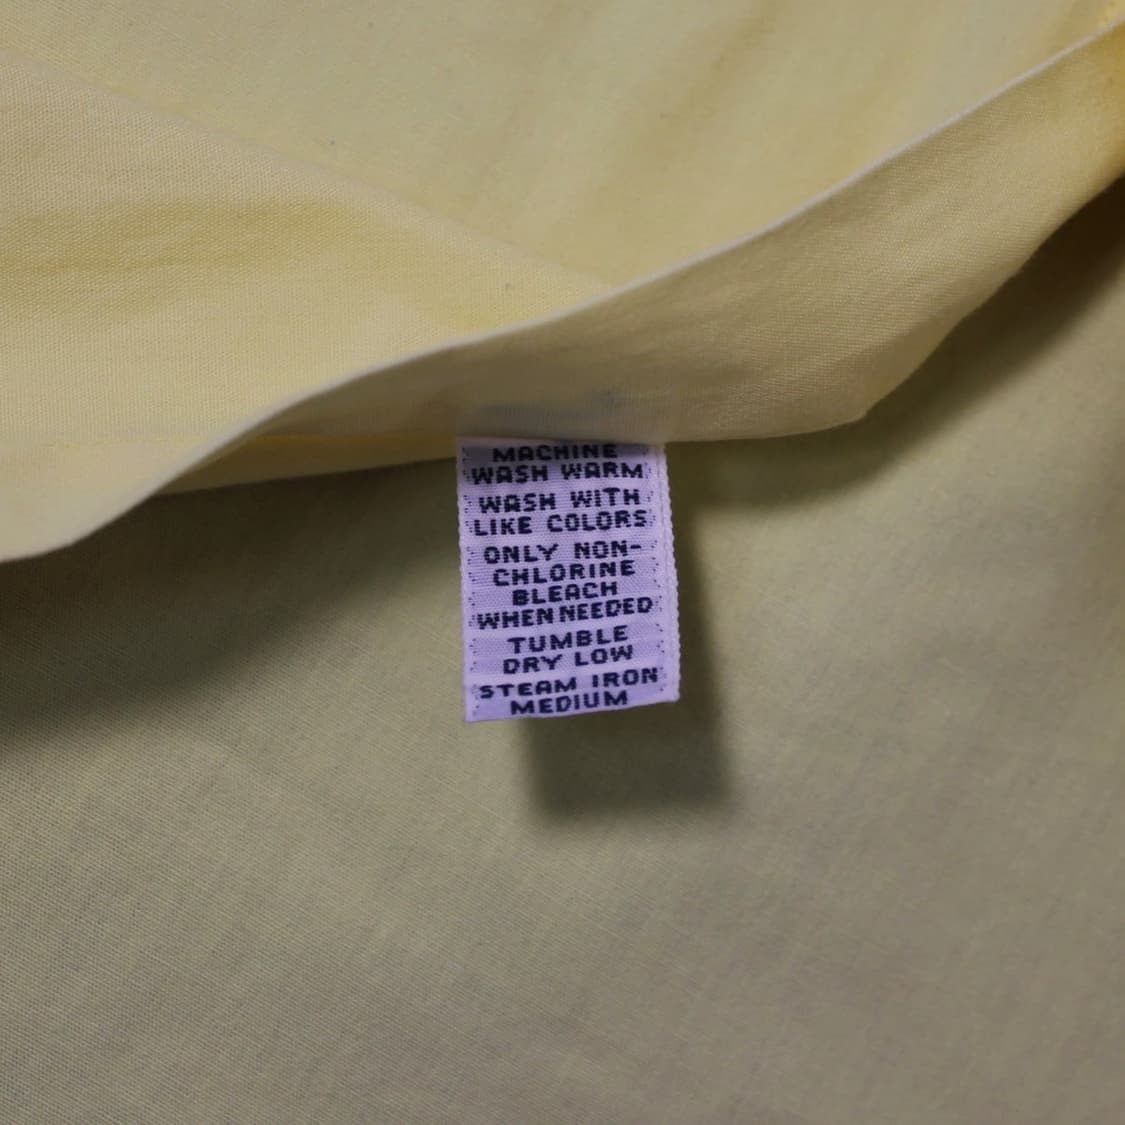 MACHINE
WASH WARM
WASH WITH
LIKE COLORS
ONLY NON-
CHLORINE
BLEACH
WHEN NEEDED
TUMBLE
DRY LOW
STEAM IRON
MEDIUM